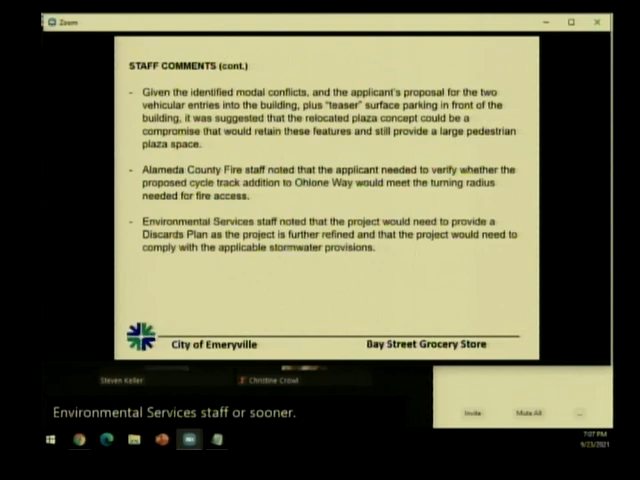 Zoom
STAFF COMMENTS (cont.)
- Given the identified modal conflicts, and the applicant's proposal for the two
vehicular entries into the building, plus "teaser" surface parking in front of the
building, it was suggested that the relocated plaza concept could be a
compromise that would retain these features and still provide a large pedestrian
plaza space.
- Alameda County Fire staff noted that the applicant needed to verify whether the
proposed cycle track addition to Ohlone Way would meet the turning radius
needed for fire access.
- Environmental Services staff noted that the project would need to provide a
Discards Plan as the project is further refined and that the project would need to
comply with the applicable stormwater provisions.
City of Emeryville
Bay Street Grocery Store
Steven Keller
Christine Crowl
Environmental Services staff or sooner.
Invite
Mute All
...
7:07 PM
9/23/2021